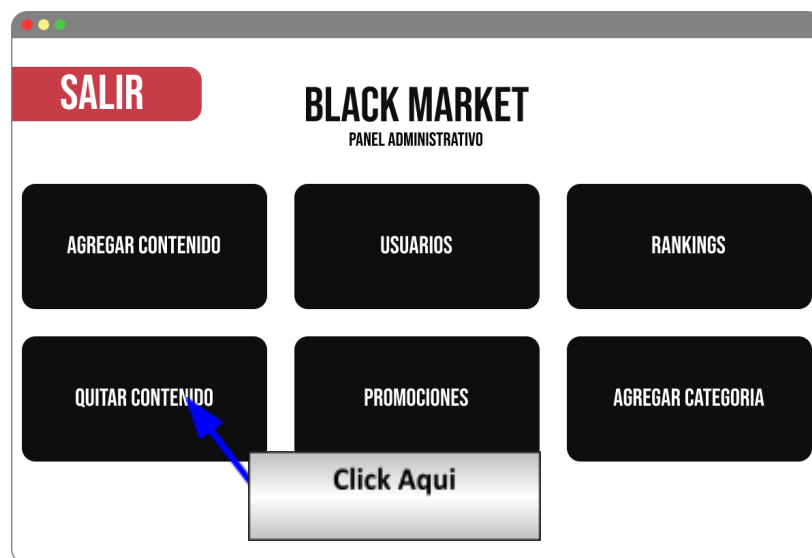 SALIR
BLACK MARKET
PANEL ADMINISTRATIVO
AGREGAR CONTENIDO
USUARIOS
RANKINGS
QUITAR CONTENIDO
PROMOCIONES
AGREGAR CATEGORIA
Click Aqui